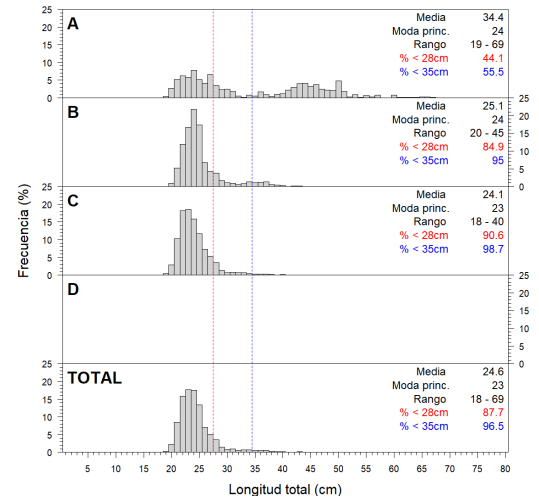 Frecuencia (%)
A
Media 34.4
Moda princ. 24
Rango 19 - 69
% < 28cm 44.1
% < 35cm 55.5
25
20
15
10
5
0
B
Media 25.1
Moda princ. 24
Rango 20 - 45
% < 28cm 84.9
% < 35cm 95
25
20
15
10
5
0
C
Media 24.1
Moda princ. 23
Rango 18 - 40
% < 28cm 90.6
% < 35cm 98.7
25
20
15
10
5
0
D
25
20
15
10
5
0
TOTAL
Media 24.6
Moda princ. 23
Rango 18 - 69
% < 28cm 87.7
% < 35cm 96.5
25
20
15
10
5
0
5 10 15 20 25 30 35 40 45 50 55 60 65 70 75 80
Longitud total (cm)